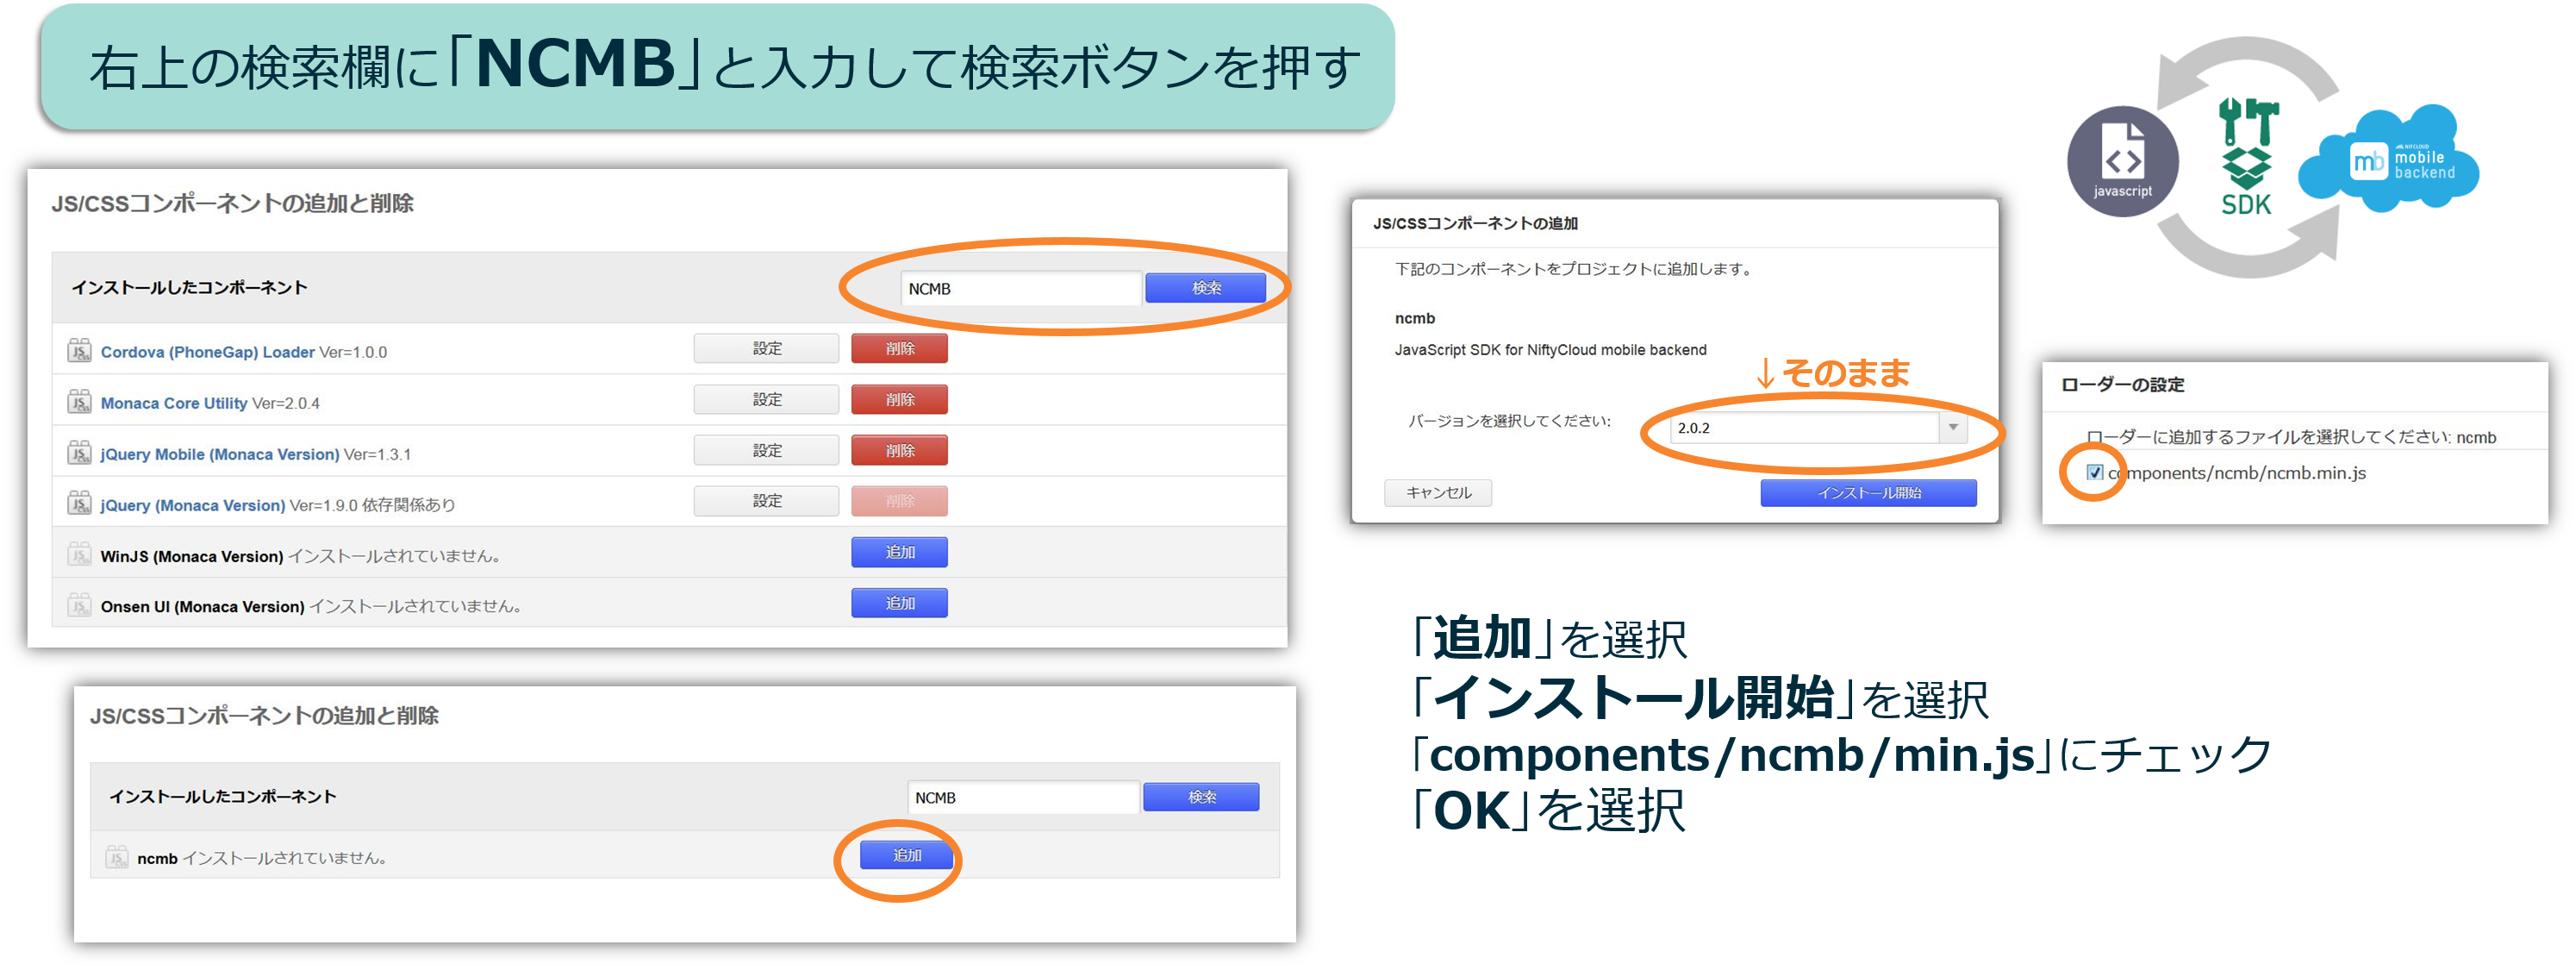 右上の検索欄に「NCMB」と入力して検索ボタンを押す
JS/CSSコンポーネントの追加と削除
インストールしたコンポーネント
NCMB
検索
Cordova (PhoneGap) Loader Ver=1.0.0
設定
削除
Monaca Core Utility Ver=2.0.4
設定
削除
jQuery Mobile (Monaca Version) Ver=1.3.1
設定
削除
jQuery (Monaca Version) Ver=1.9.0 依存関係あり
設定
削除
WinJS (Monaca Version) インストールされていません。
追加
Onsen UI (Monaca Version) インストールされていません。
追加
JS/CSSコンポーネントの追加と削除
インストールしたコンポーネント
NCMB
検索
ncmb インストールされていません。
追加
JS/CSSコンポーネントの追加
下記のコンポーネントをプロジェクトに追加します。
ncmb
JavaScript SDK for NiftyCloud mobile backend
↓そのまま
バージョンを選択してください:
2.0.2
キャンセル
インストール開始
javascript
SDK
mb
NIFCLOUD
mobile
backend
ローダーの設定
ローダーに追加するファイルを選択してください: ncmb
components/ncmb/ncmb.min.js
「追加」を選択
「インストール開始」を選択
「components/ncmb/min.js」にチェック
「OK」を選択